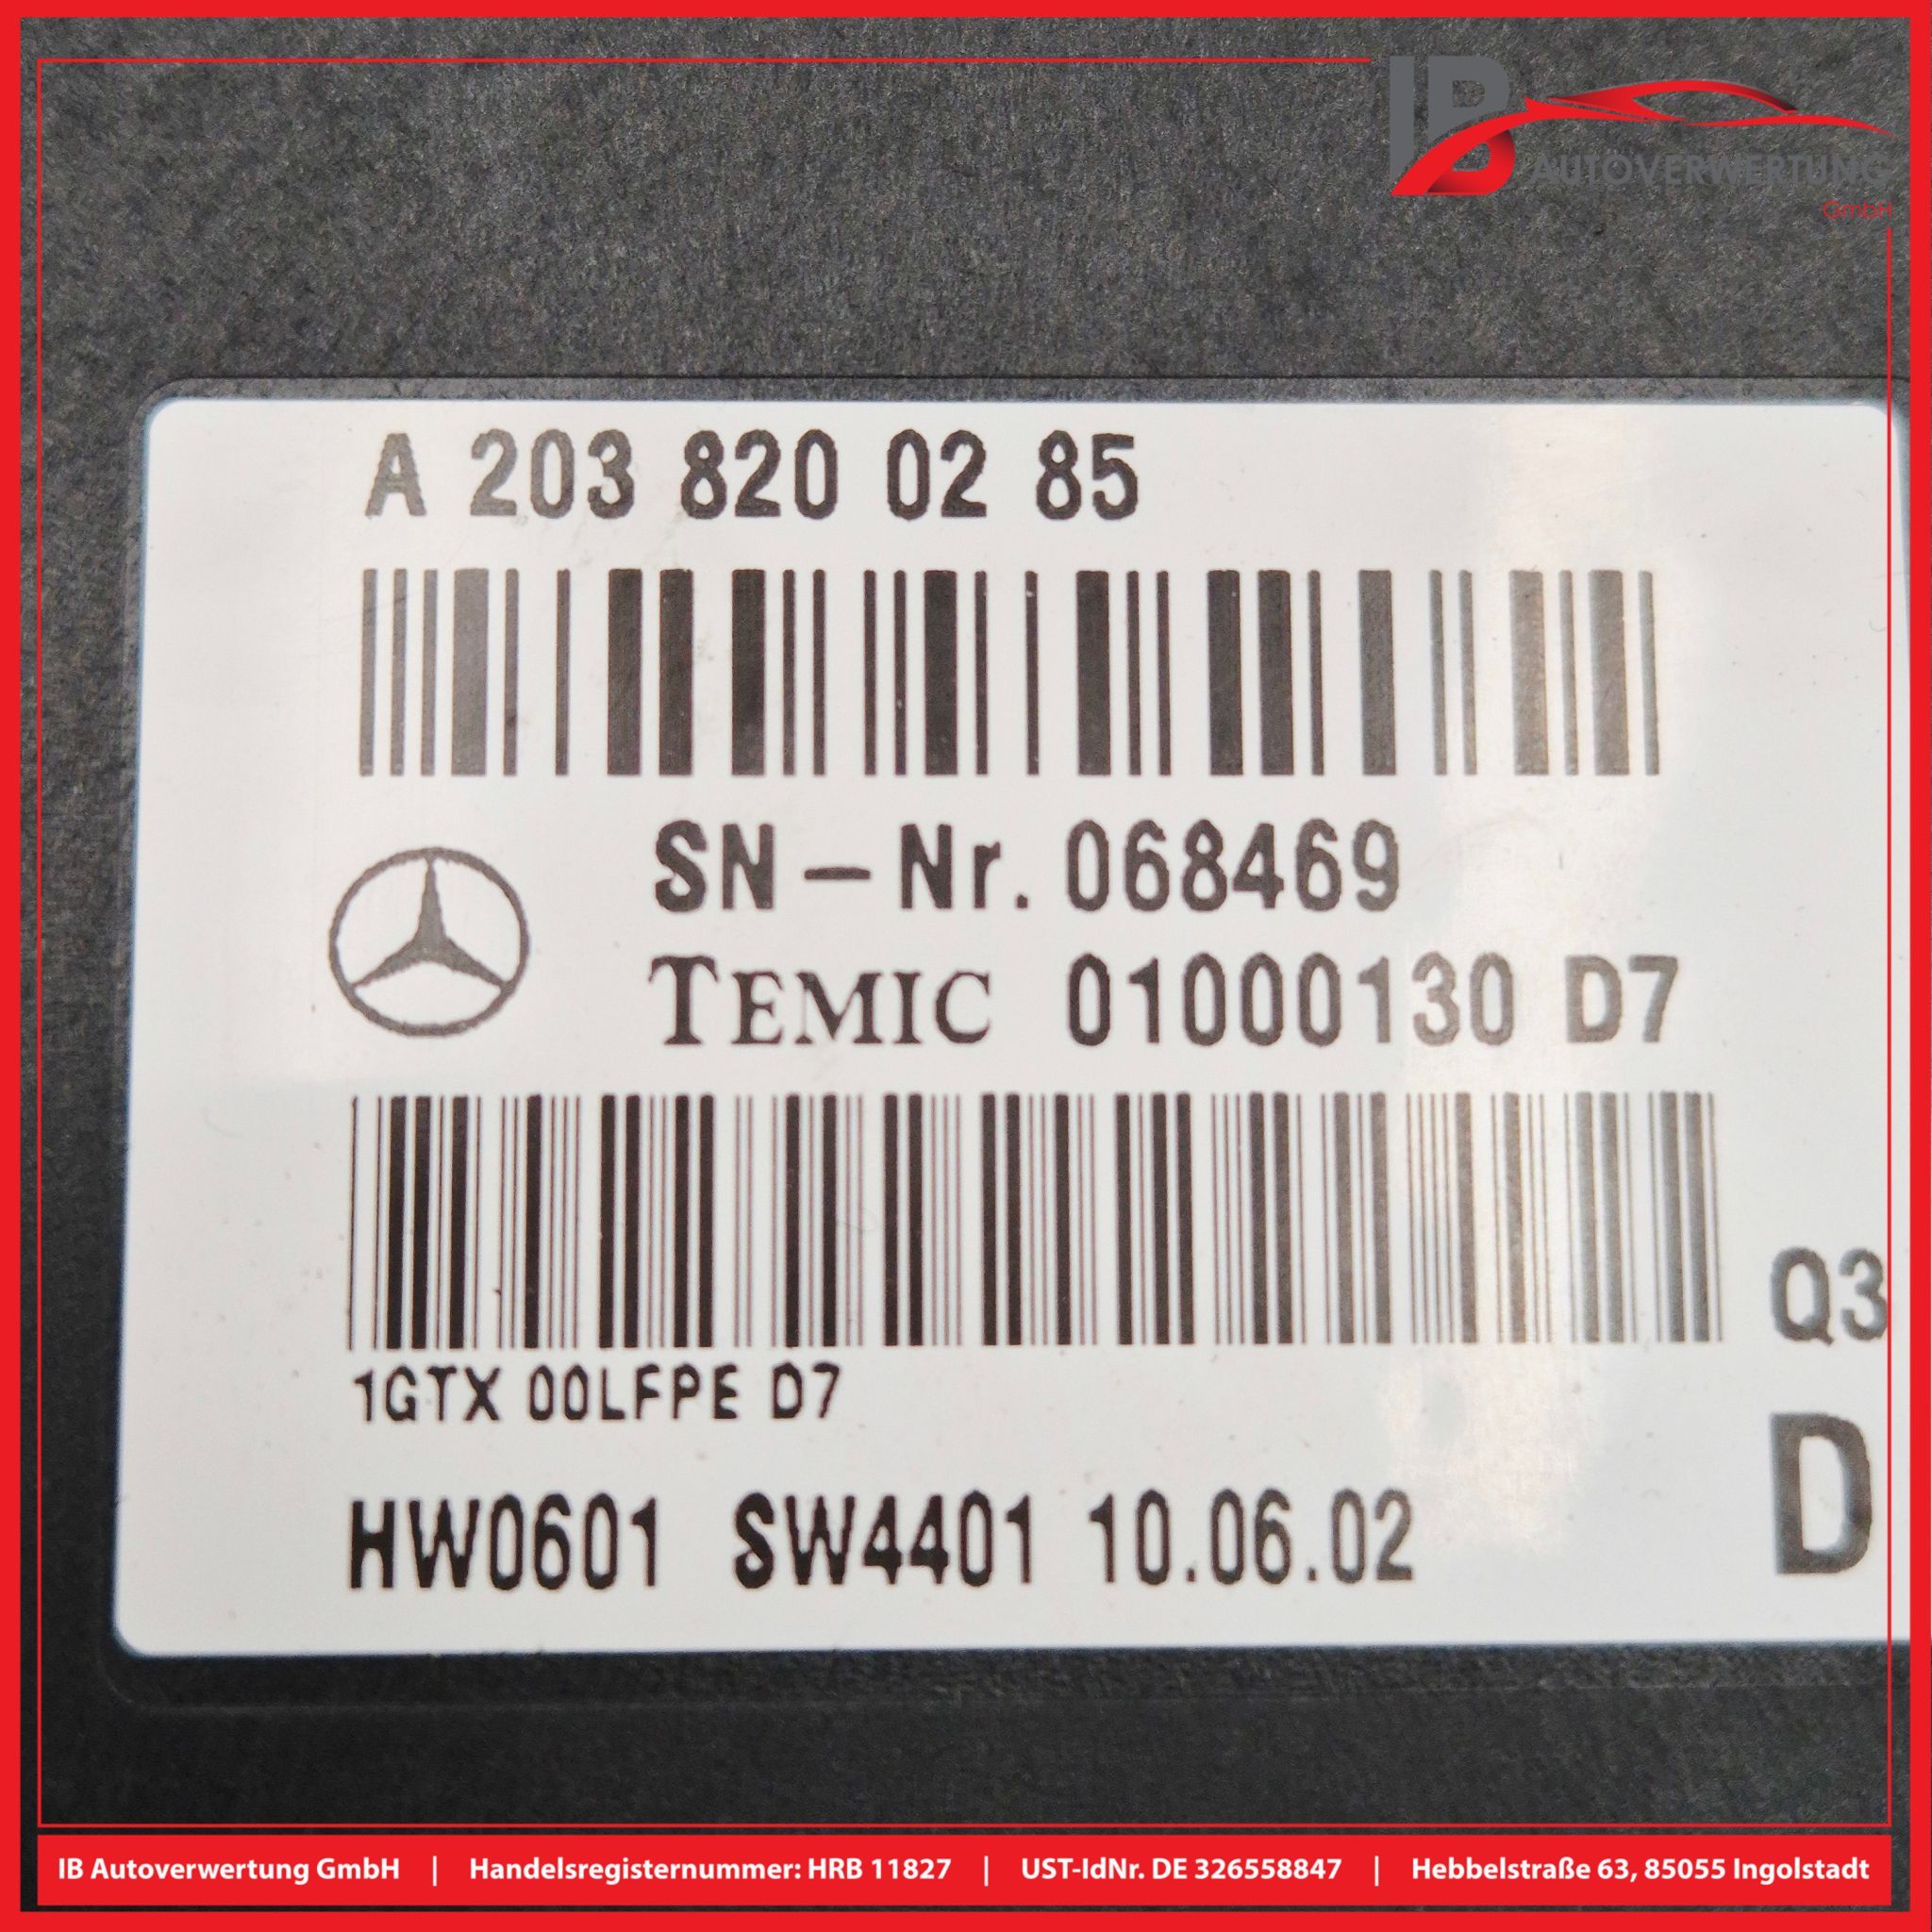 IB
AUTOVERWERTUNG
GmbH
A 203 820 02 85
SN-Nr. 068469
TEMIC 01000130 D7
Q3
1GTX 00LFPE D7
D
HW0601 SW4401 10.06.02
IB Autoverwertung GmbH | Handelsregisternummer: HRB 11827 | UST-IdNr. DE 326558847 | Hebbelstraße 63, 85055 Ingolstadt